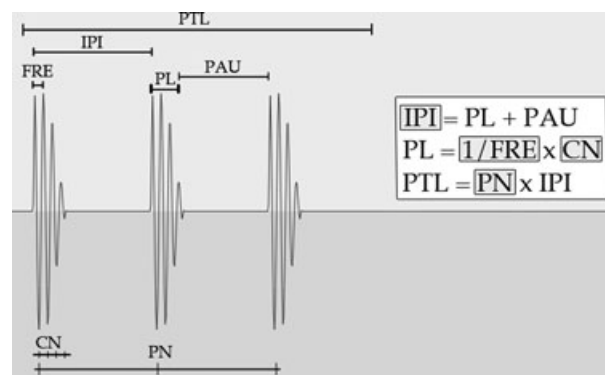 PTL
IPI
FRE
PL
PAU
IPI = PL + PAU
PL = 1/FRE x CN
PTL = PN x IPI
CN
PN